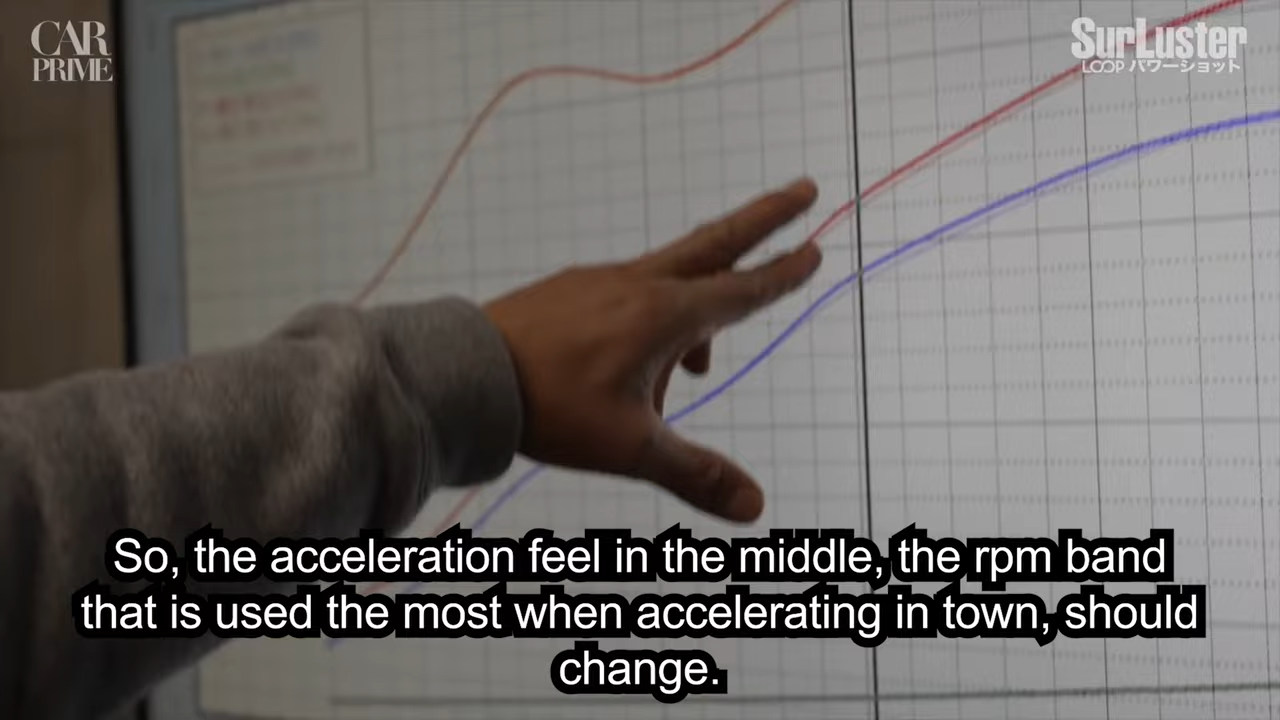 CAR
PRIME
SurLuster
LOOP パワーショット
So, the acceleration feel in the middle, the rpm band
that is used the most when accelerating in town, should
change.